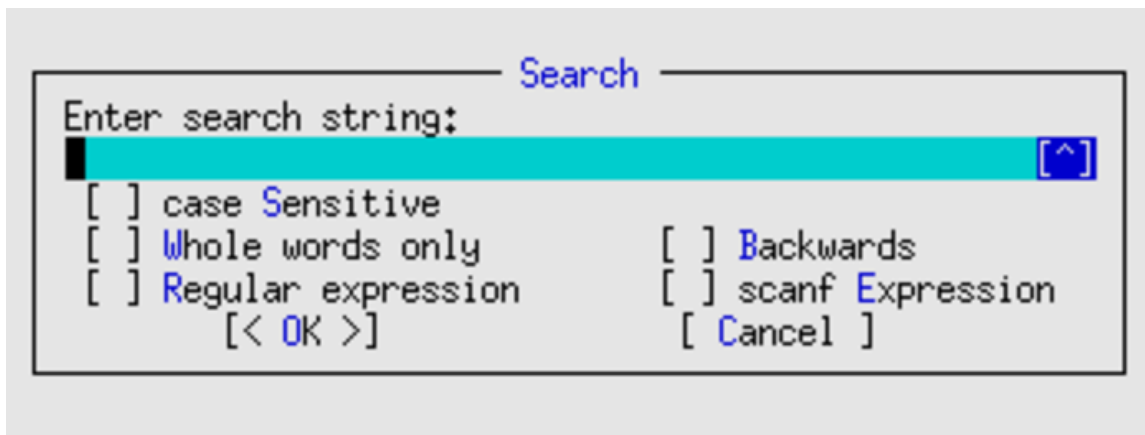 Search
Enter search string:
[^]
[ ] case Sensitive
[ ] Whole words only [ ] Backwards
[ ] Regular expression [ ] scanf Expression
[< OK >] [ Cancel ]